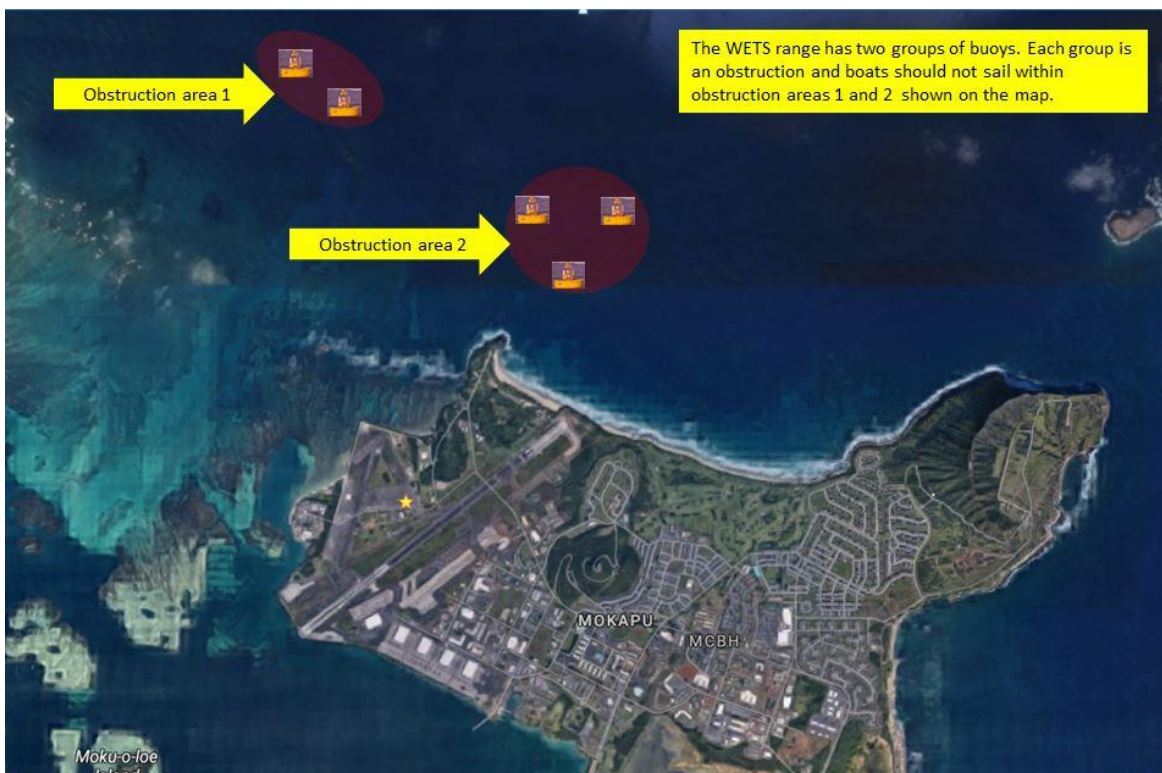 The WETS range has two groups of buoys. Each group is
an obstruction and boats should not sail within
obstruction areas 1 and 2 shown on the map.
Obstruction area 1
Obstruction area 2
MOKAPU
MCBH
Moku-o-loe
Island